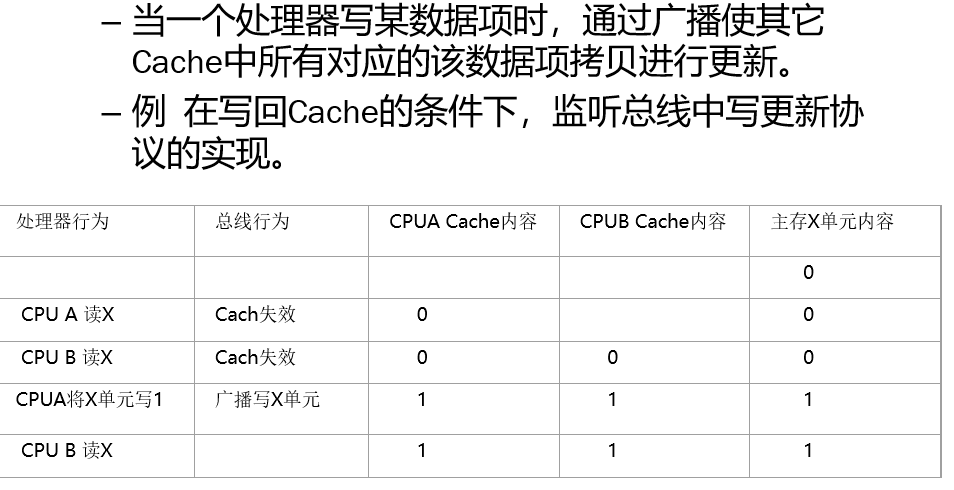 – 当一个处理器写某数据项时，通过广播使其它
Cache中所有对应的该数据项拷贝进行更新。
– 例 在写回Cache的条件下，监听总线中写更新协
议的实现。
处理器行为 总线行为 CPUA Cache内容 CPUB Cache内容 主存X单元内容
0
CPU A 读X Cach失效 0 0
CPU B 读X Cach失效 0 0 0
CPUA将X单元写1 广播写X单元 1 1 1
CPU B 读X 1 1 1